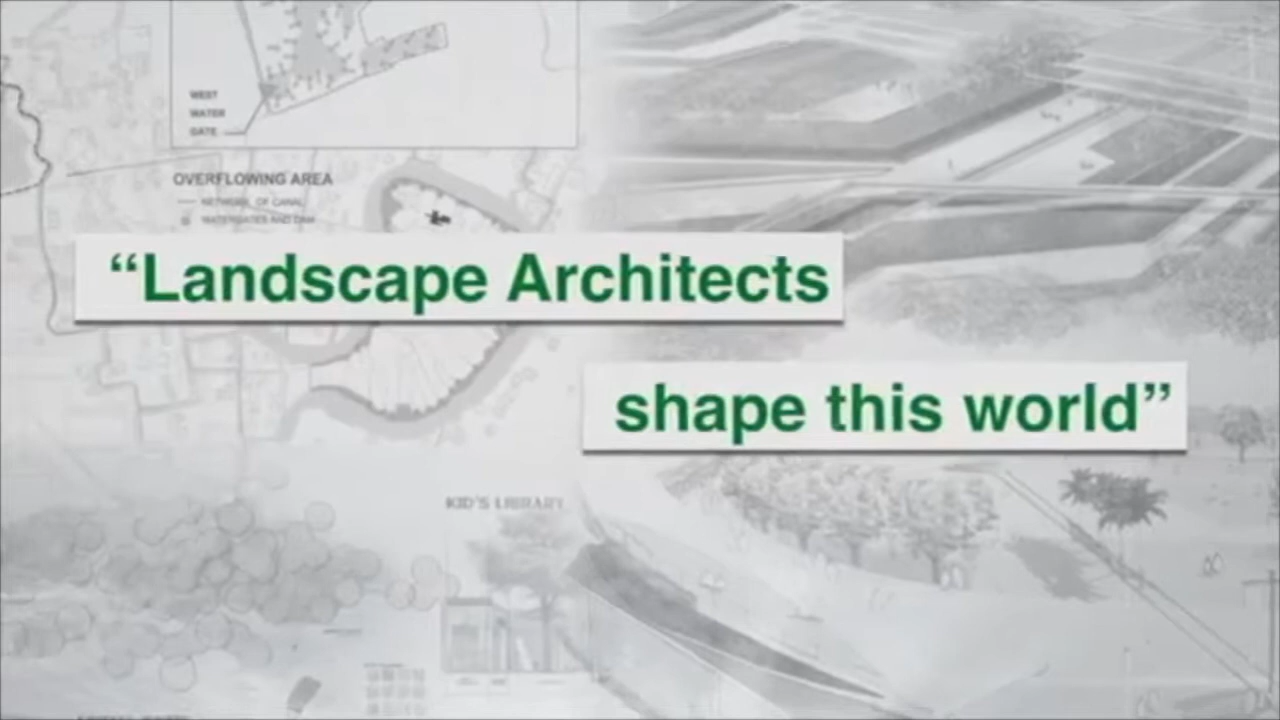 WEST
WATER
GATE
OVERFLOWING AREA
NETWORK OF CANAL
WATERGATES AND DAM
“Landscape Architects
shape this world”
KID'S LIBRARY